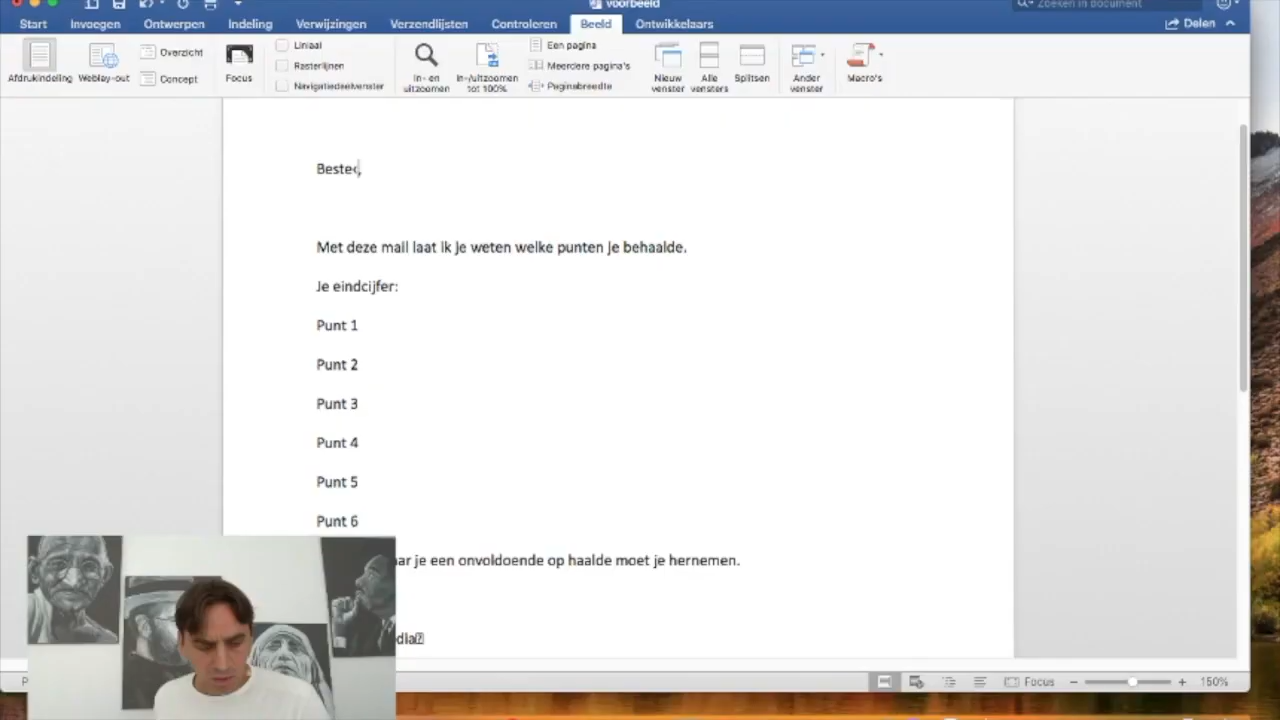 voorbeeld
Zoeken in document
Start Invoegen Ontwerpen Indeling Verwijzingen Verzendlijsten Controleren Beeld Ontwikkelaars Delen
Afdrukindeling
Weblay-out
Overzicht
Concept
Focus
Liniaal
Rasterlijnen
Navigatiedeelvenster
In- en
uitzoomen
In-/uitzoomen
tot 100%
Een pagina
Meerdere pagina's
Paginabreedte
Nieuw
venster
Alle
vensters
Splitsen
Ander
venster
Macro's
Beste<,
Met deze mail laat ik je weten welke punten je behaalde.
Je eindcijfer:
Punt 1
Punt 2
Punt 3
Punt 4
Punt 5
Punt 6
je een onvoldoende op haalde moet je hernemen.
Focus
150%